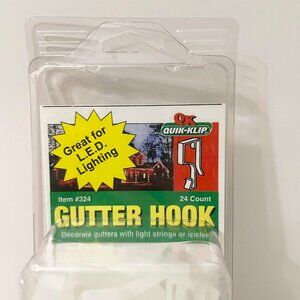 Great for
L.E.D.
Lighting
QK
QUIK-KLIP
Item #324
24 Count
GUTTER HOOK
Decorate gutters with light strings or icicles